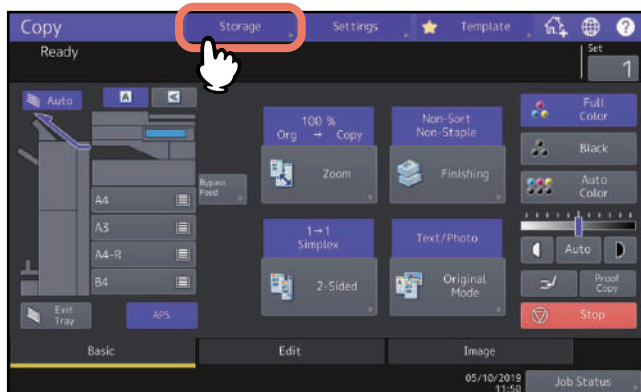 Copy
Storage
Settings
Template
?
Ready
Set
1
Auto
A
A
100 %
Org → Copy
Zoom
Non-Sort
Non-Staple
Finishing
Full
Color
Black
Auto
Color
Bypass
Feed
A4
A3
A4-R
B4
1→1
Simplex
2-Sided
Text/Photo
Original
Mode
Auto
Proof
Copy
Exit
Tray
APS
Stop
Basic
Edit
Image
05/10/2019
11:50
Job Status